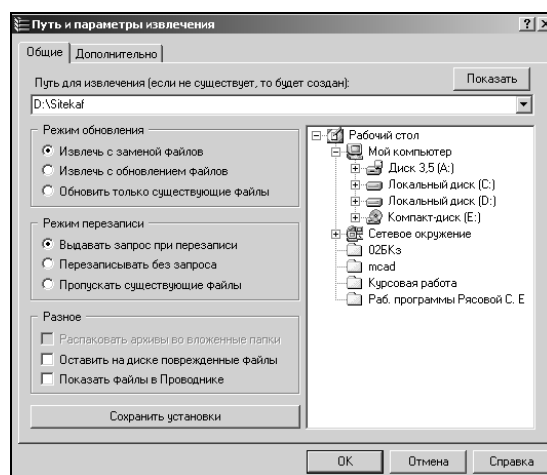 Путь и параметры извлечения
Общие
Дополнительно
Путь для извлечения (если не существует, то будет создан):
Показать
D:\Sitekaf
Режим обновления
Извлечь с заменой файлов
Извлечь с обновлением файлов
Обновить только существующие файлы
Режим перезаписи
Выдавать запрос при перезаписи
Перезаписывать без запроса
Пропускать существующие файлы
Разное
Распаковать архивы во вложенные папки
Оставить на диске поврежденные файлы
Показать файлы в Проводнике
Сохранить установки
Рабочий стол
Мой компьютер
Диск 3,5 (A:)
Локальный диск (C:)
Локальный диск (D:)
Компакт-диск (E:)
Сетевое окружение
02БКз
mcad
Курсовая работа
Раб. программы Рясовой С. Е
OK
Отмена
Справка